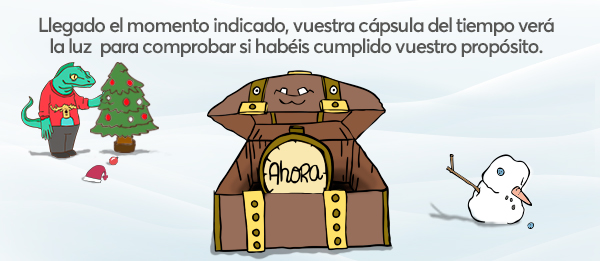 Llegado el momento indicado, vuestra cápsula del tiempo verá
la luz para comprobar si habéis cumplido vuestro propósito.
AhoRa